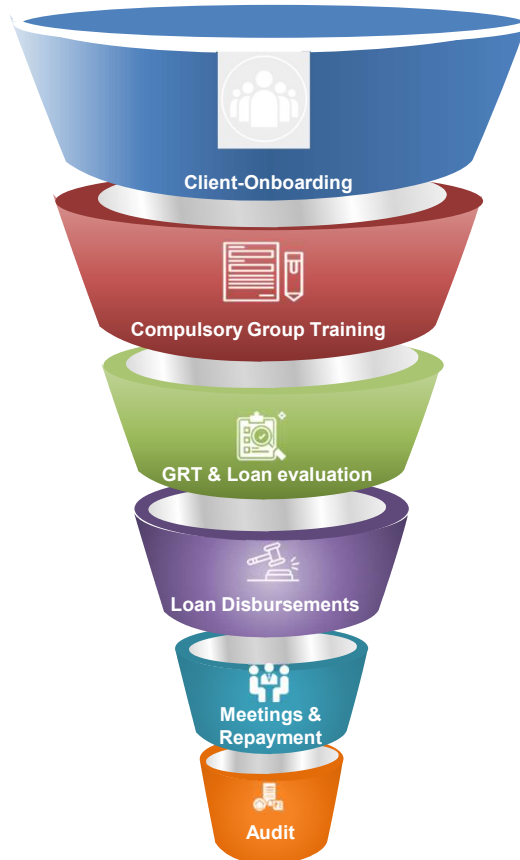 Client-Onboarding
Compulsory Group Training
GRT & Loan evaluation
Loan Disbursements
Meetings &
Repayment
Audit